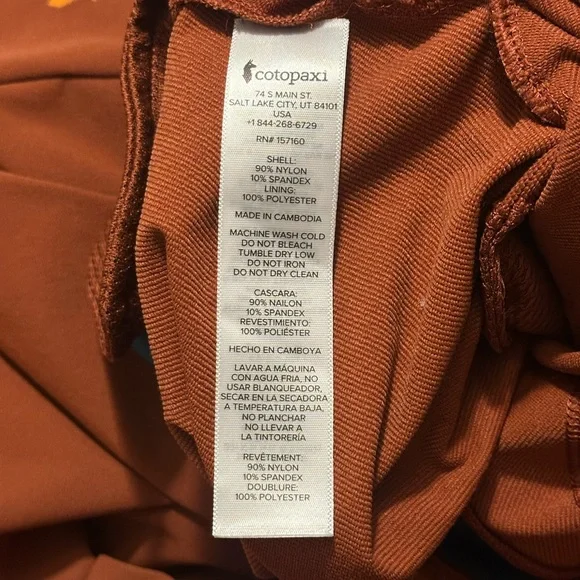 cotopaxi
74 S MAIN ST.
SALT LAKE CITY, UT 84101
USA
+1 844-268-6729
RN# 157160
SHELL:
90% NYLON
10% SPANDEX
LINING:
100% POLYESTER
MADE IN CAMBODIA
MACHINE WASH COLD
DO NOT BLEACH
TUMBLE DRY LOW
DO NOT IRON
DO NOT DRY CLEAN
CASCARA:
90% NAILON
10% SPANDEX
REVESTIMIENTO:
100% POLIÉSTER
HECHO EN CAMBOYA
LAVAR A MÁQUINA
CON AGUA FRIA, NO
USAR BLANQUEADOR,
SECAR EN LA SECADORA
A TEMPERATURA BAJA,
NO PLANCHAR
NO LLEVAR A
LA TINTORERÍA
REVÊTEMENT:
90% NYLON
10% SPANDEX
DOUBLURE:
100% POLYESTER